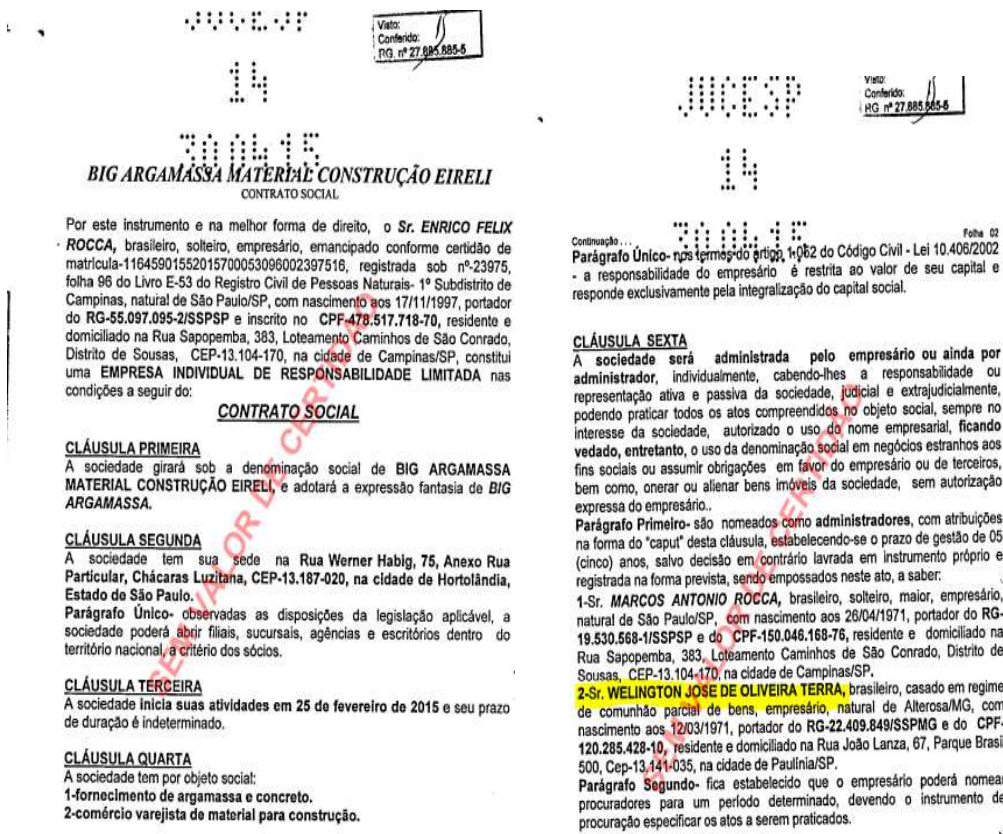 JUCESP
Visto:
Conferido:
RG. nº 27.885.885-5
14
30 04 15
BIG ARGAMASSA MATERIAL CONSTRUÇÃO EIRELI
CONTRATO SOCIAL
Por este instrumento e na melhor forma de direito, o Sr. ENRICO FELIX
ROCCA, brasileiro, solteiro, empresário, emancipado conforme certidão de
matricula-11645901552015700053096002397516, registrada sob nº-23975,
folha 96 do Livro E-53 do Registro Civil de Pessoas Naturais- 1º Subdistrito de
Campinas, natural de São Paulo/SP, com nascimento aos 17/11/1997, portador
do RG-55.097.095-2/SSPSP e inscrito no CPF-478.517.718-70, residente e
domiciliado na Rua Sapopemba, 383, Loteamento Caminhos de São Conrado,
Distrito de Sousas, CEP-13.104-170, na cidade de Campinas/SP, constitui
uma EMPRESA INDIVIDUAL DE RESPONSABILIDADE LIMITADA nas
condições a seguir do:
CONTRATO SOCIAL
CLÁUSULA PRIMEIRA
A sociedade girará sob a denominação social de BIG ARGAMASSA
MATERIAL CONSTRUÇÃO EIRELI, e adotará a expressão fantasia de BIG
ARGAMASSA.
CLÁUSULA SEGUNDA
A sociedade tem sua sede na Rua Werner Habig, 75, Anexo Rua
Particular, Chácaras Luzitana, CEP-13.187-020, na cidade de Hortolândia,
Estado de São Paulo.
Parágrafo Único- observadas as disposições da legislação aplicável, a
sociedade poderá abrir filiais, sucursais, agências e escritórios dentro do
território nacional, a critério dos sócios.
CLÁUSULA TERCEIRA
A sociedade inicia suas atividades em 25 de fevereiro de 2015 e seu prazo
de duração é indeterminado.
CLÁUSULA QUARTA
A sociedade tem por objeto social:
1-fornecimento de argamassa e concreto.
2-comércio varejista de material para construção.
SEM VALOR DE CERTIDAO
JUCESP
Visto:
Conferido:
RG nº 27.885.885-5
14
30 04 15
Continuação . . . Folha 02
Parágrafo Único- nos termos do artigo 1.052 do Código Civil - Lei 10.406/2002
- a responsabilidade do empresário é restrita ao valor de seu capital e
responde exclusivamente pela integralização do capital social.
CLÁUSULA SEXTA
A sociedade será administrada pelo empresário ou ainda por
administrador, individualmente, cabendo-lhes a responsabilidade ou
representação ativa e passiva da sociedade, judicial e extrajudicialmente,
podendo praticar todos os atos compreendidos no objeto social, sempre no
interesse da sociedade, autorizado o uso do nome empresarial, ficando
vedado, entretanto, o uso da denominação social em negócios estranhos aos
fins sociais ou assumir obrigações em favor do empresário ou de terceiros,
bem como, onerar ou alienar bens imóveis da sociedade, sem autorização
expressa do empresário..
Parágrafo Primeiro- são nomeados como administradores, com atribuições
na forma do "caput" desta cláusula, estabelecendo-se o prazo de gestão de 05
(cinco) anos, salvo decisão em contrário lavrada em instrumento próprio e
registrada na forma prevista, sendo empossados neste ato, a saber:
1-Sr. MARCOS ANTONIO ROCCA, brasileiro, solteiro, maior, empresário,
natural de São Paulo/SP, com nascimento aos 26/04/1971, portador do RG-
19.530.568-1/SSPSP e do CPF-150.046.168-76, residente e domiciliado na
Rua Sapopemba, 383, Loteamento Caminhos de São Conrado, Distrito de
Sousas, CEP-13.104-170, na cidade de Campinas/SP.
2-Sr. WELINGTON JOSE DE OLIVEIRA TERRA, brasileiro, casado em regime
de comunhão parcial de bens, empresário, natural de Alterosa/MG, com
nascimento aos 12/03/1971, portador do RG-22.409.849/SSPMG e do CPF-
120.285.428-10, residente e domiciliado na Rua João Lanza, 67, Parque Brasil
500, Cep-13.141-035, na cidade de Paulínia/SP.
Parágrafo Segundo- fica estabelecido que o empresário poderá nomear
procuradores para um período determinado, devendo o instrumento de
procuração especificar os atos a serem praticados.
SEM VALOR DE CERTIDAO